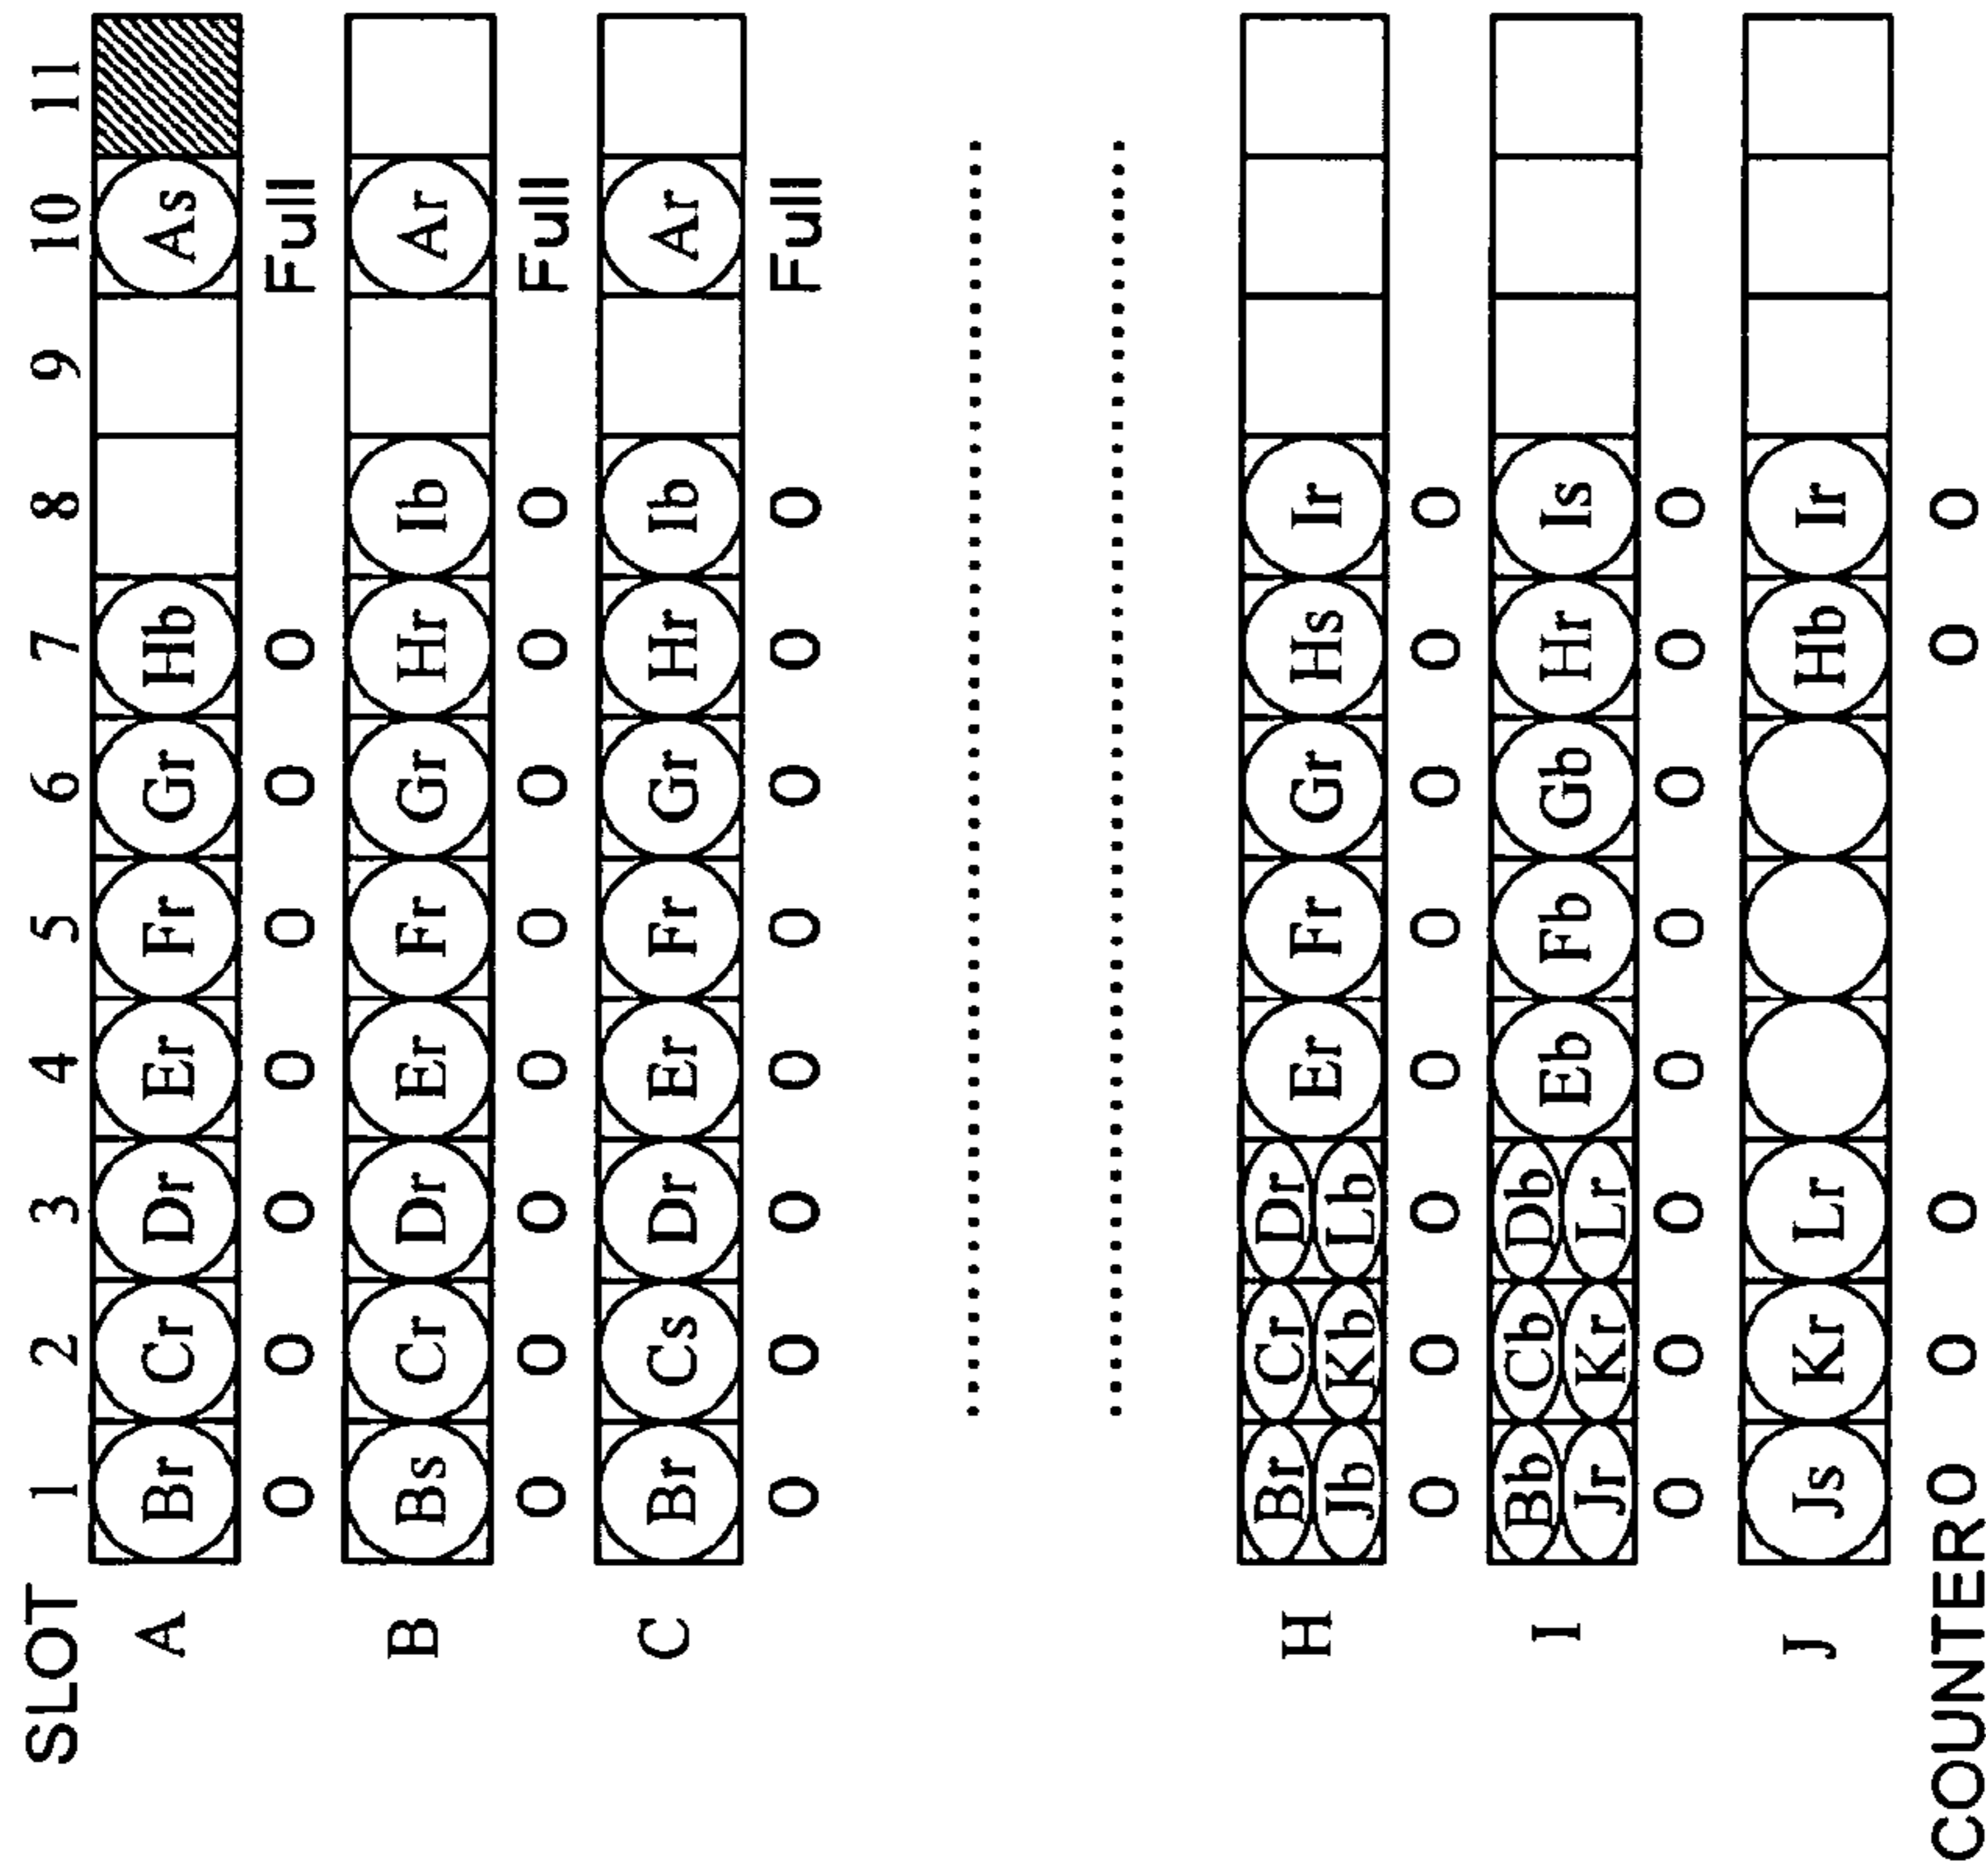 SLOT 1 2 3 4 5 6 7 8 9 10 11
A Br Cr Dr Er Fr Gr Hb As
0 0 0 0 0 0 0 Full
B Bs Cr Dr Er Fr Gr Hr Ib Ar
0 0 0 0 0 0 0 0 Full
C Br Cs Dr Er Fr Gr Hr Ib Ar
0 0 0 0 0 0 0 0 Full
H Br Cr Dr Er Fr Gr Hs Ir
Jb Kb Lb
0 0 0 0 0 0 0 0
I Bb Cb Db Eb Fb Gb Hr Is
Jr Kr Lr
0 0 0 0 0 0 0 0
J Js Kr Lr Hb Ir
COUNTER 0 0 0 0 0